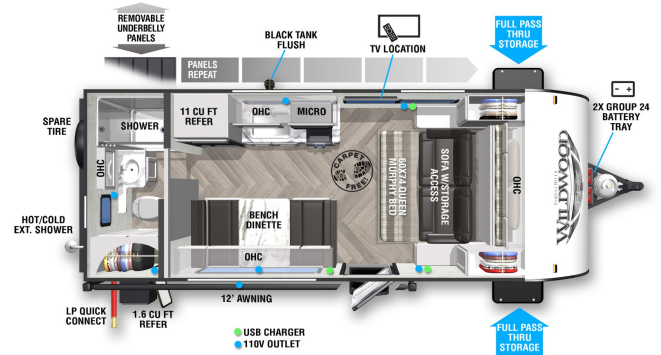 REMOVABLE
UNDERBELLY
PANELS
PANELS
REPEAT
BLACK TANK
FLUSH
TV LOCATION
FULL PASS
THRU
STORAGE
- +
2X GROUP 24
BATTERY
TRAY
SPARE
TIRE
SHOWER
11 CU FT
REFER
OHC
MICRO
OHC
CARPET
FREE!
60X74 QUEEN
MURPHY BED
SOFA W/STORAGE
ACCESS
OHC
WILDWOOD
HOT/COLD
EXT. SHOWER
BENCH
DINETTE
OHC
LP QUICK
CONNECT
1.6 CU FT
REFER
12' AWNING
USB CHARGER
110V OUTLET
FULL PASS
THRU
STORAGE